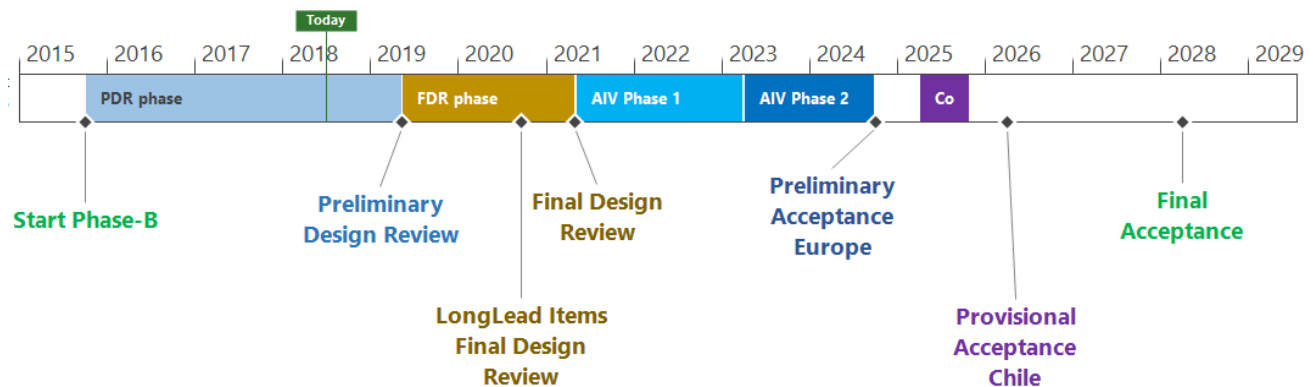 Today
2015 2016 2017 2018 2019 2020 2021 2022 2023 2024 2025 2026 2027 2028 2029
PDR phase FDR phase AIV Phase 1 AIV Phase 2 Co
Start Phase-B
Preliminary
Design Review
Final Design
Review
Preliminary
Acceptance
Europe
Final
Acceptance
LongLead Items
Final Design
Review
Provisional
Acceptance
Chile